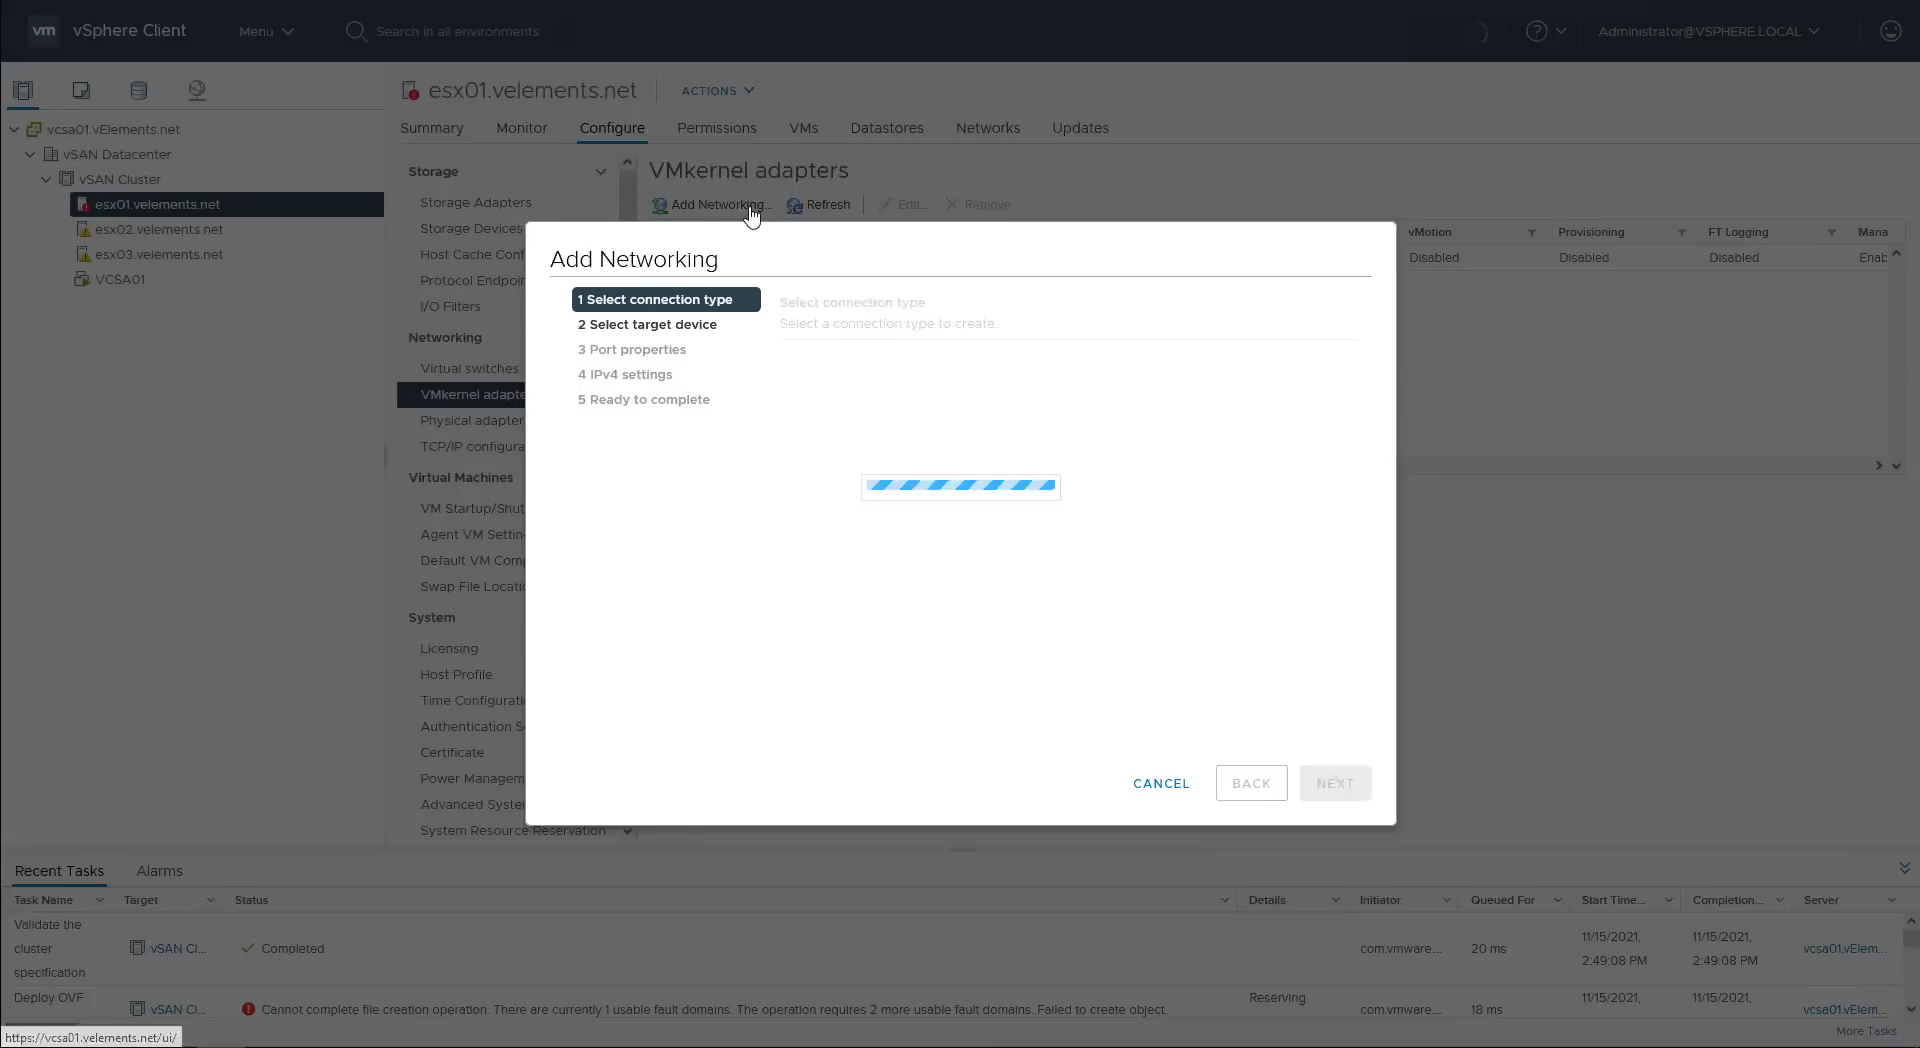 vm vSphere Client Menu Search in all environments Administrator@VSPHERE.LOCAL
vcsa01.vElements.net
vSAN Datacenter
vSAN Cluster
esx01.velements.net
esx02.velements.net
esx03.velements.net
VCSA01
esx01.velements.net ACTIONS
Summary Monitor Configure Permissions VMs Datastores Networks Updates
Storage
Storage Adapters
Storage Devices
Host Cache Conf
Protocol Endpoin
I/O Filters
Networking
Virtual switches
VMkernel adapte
Physical adapter
TCP/IP configura
Virtual Machines
VM Startup/Shut
Agent VM Settin
Default VM Comp
Swap File Locatio
System
Licensing
Host Profile
Time Configurati
Authentication S
Certificate
Power Managem
Advanced Syste
System Resource Reservation
VMkernel adapters
Add Networking... Refresh Edit... Remove
vMotion Provisioning FT Logging Mana
Disabled Disabled Disabled Enab
Add Networking
1 Select connection type
2 Select target device
3 Port properties
4 IPv4 settings
5 Ready to complete
Select connection type
Select a connection type to create.
CANCEL BACK NEXT
Recent Tasks Alarms
Task Name Target Status Details Initiator Queued For Start Time... Completion... Server
Validate the
cluster
specification
vSAN Cl... Completed com.vmware.... 20 ms
11/15/2021,
2:49:08 PM
11/15/2021,
2:49:08 PM
vcsa01.vElem...
Deploy OVF
vSAN Cl... Cannot complete file creation operation. There are currently 1 usable fault domains. The operation requires 2 more usable fault domains. Failed to create object.
Reserving
com.vmware.... 18 ms
11/15/2021,
11/15/2021,
vcsa01.vElem...
More Tasks
https://vcsa01.velements.net/ui/